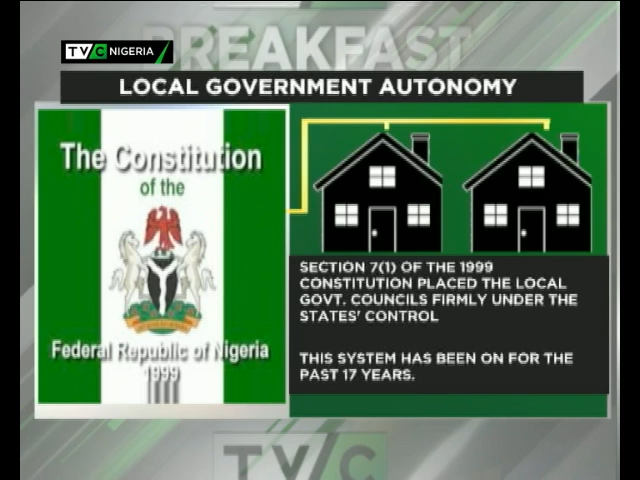 BREAKFAST
TVC NIGERIA
LOCAL GOVERNMENT AUTONOMY
The Constitution
of the
Federal Republic of Nigeria
1999
SECTION 7(1) OF THE 1999
CONSTITUTION PLACED THE LOCAL
GOVT. COUNCILS FIRMLY UNDER THE
STATES' CONTROL
THIS SYSTEM HAS BEEN ON FOR THE
PAST 17 YEARS.
TVC